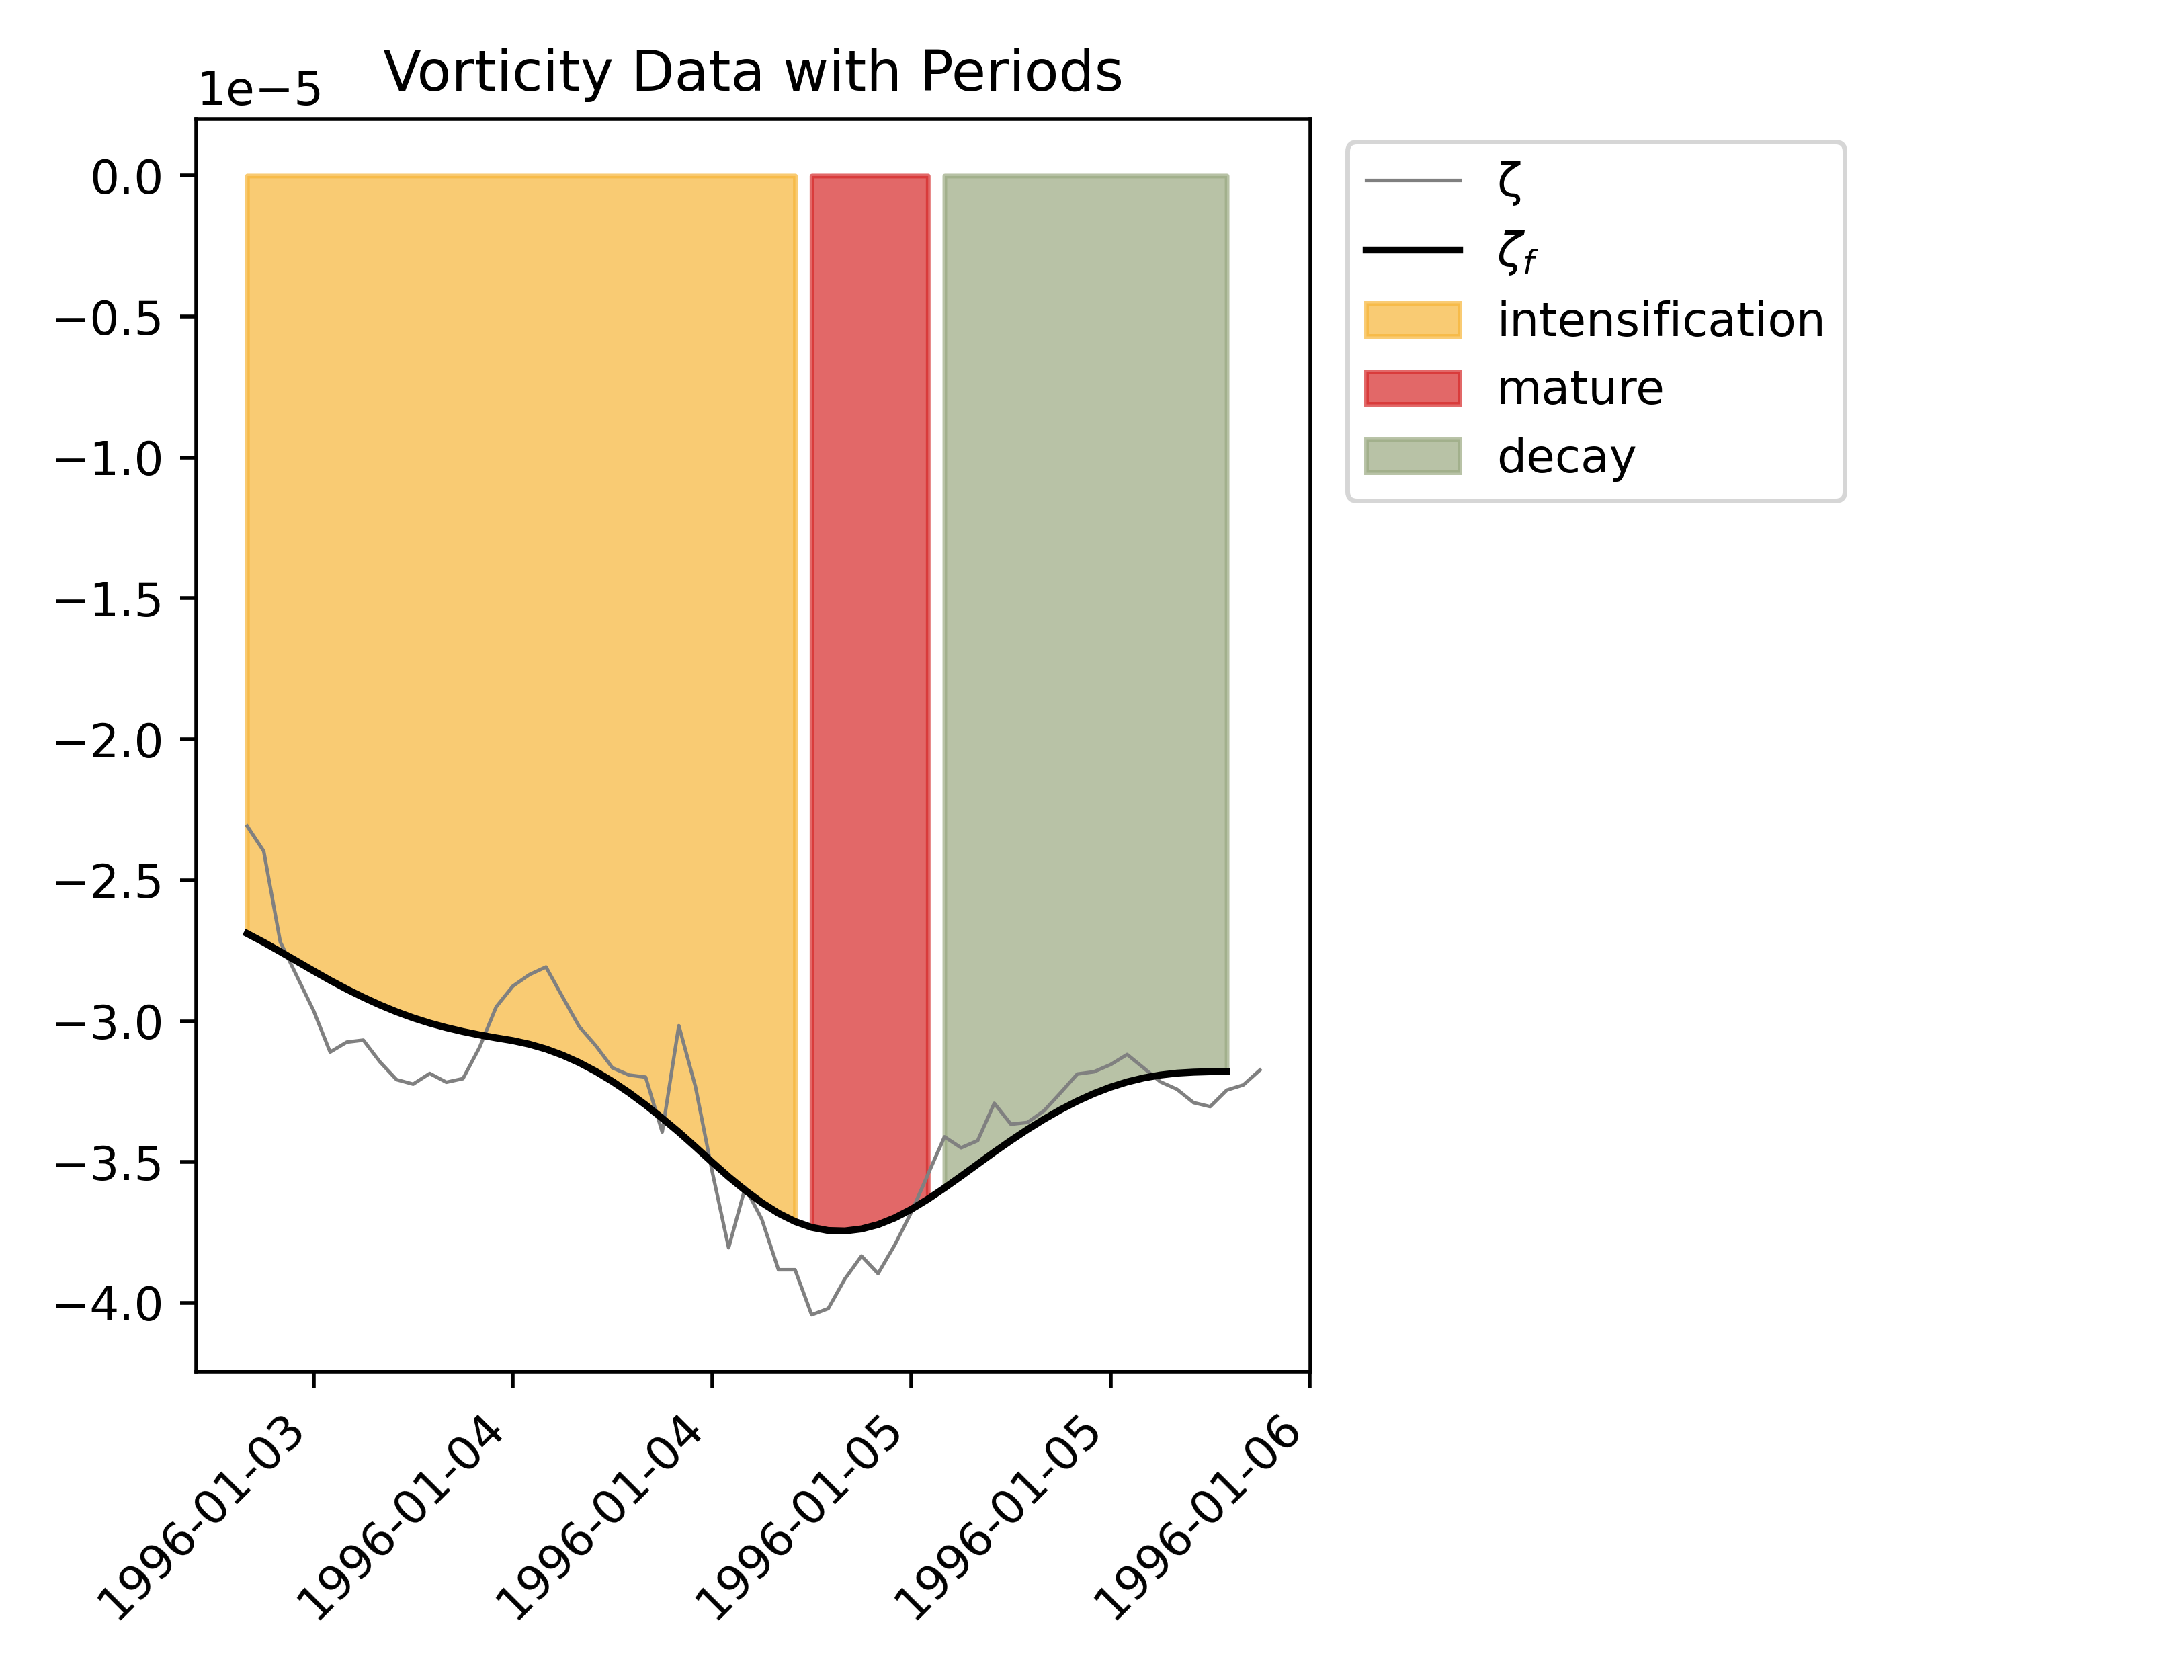 Vorticity Data with Periods
1e−5
0.0
−0.5
−1.0
−1.5
−2.0
−2.5
−3.0
−3.5
−4.0
1996-01-03
1996-01-04
1996-01-04
1996-01-05
1996-01-05
1996-01-06
ζ
ζf
intensification
mature
decay